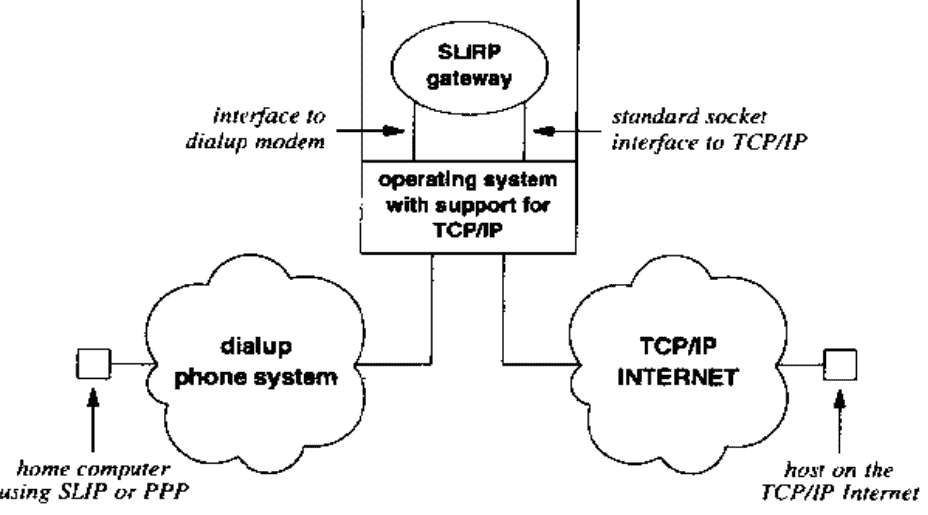 SLIRP
gateway
interface to
dialup modem
standard socket
interface to TCP/IP
operating system
with support for
TCP/IP
dialup
phone system
TCP/IP
INTERNET
home computer
using SLIP or PPP
host on the
TCP/IP Internet